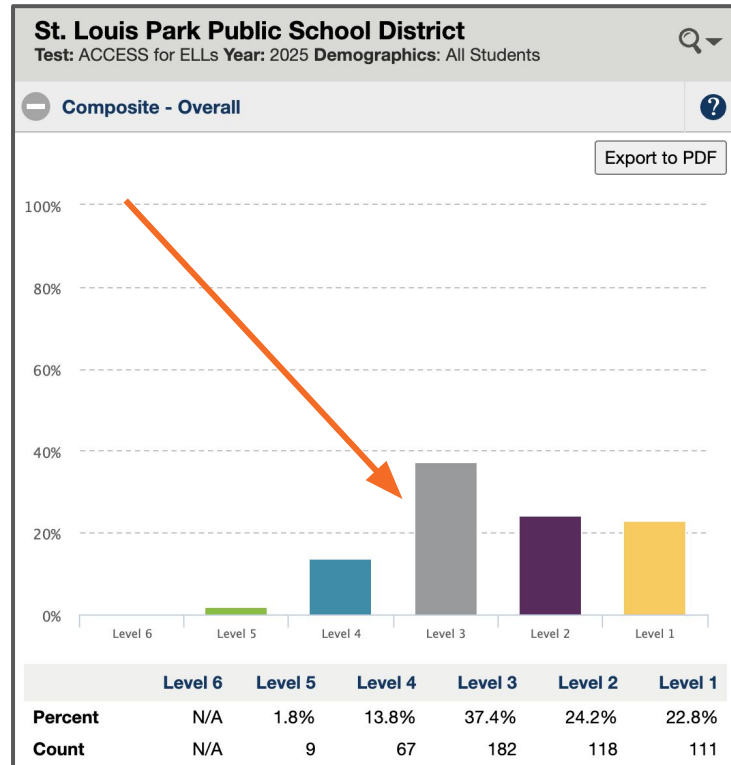 St. Louis Park Public School District
Test: ACCESS for ELLs Year: 2025 Demographics: All Students
Composite - Overall
?
Export to PDF
100%
80%
60%
40%
20%
0%
Level 6 Level 5 Level 4 Level 3 Level 2 Level 1
Level 6 Level 5 Level 4 Level 3 Level 2 Level 1
Percent N/A 1.8% 13.8% 37.4% 24.2% 22.8%
Count N/A 9 67 182 118 111